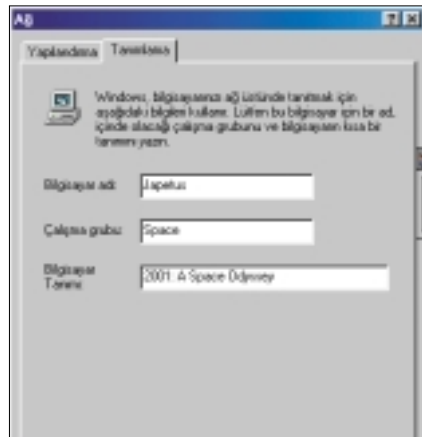 Ağ
Yapılandırma Tanımlama
Windows, bilgisayarınızı ağ üstünde tanıtmak için
aşağıdaki bilgileri kullanır. Lütfen bu bilgisayar için bir ad,
içinde olacağı çalışma grubunu ve bilgisayarın kısa bir
tanımını yazın.
Bilgisayar adı: Japetus
Çalışma grubu: Space
Bilgisayar
Tanımı: 2001: A Space Odyssey